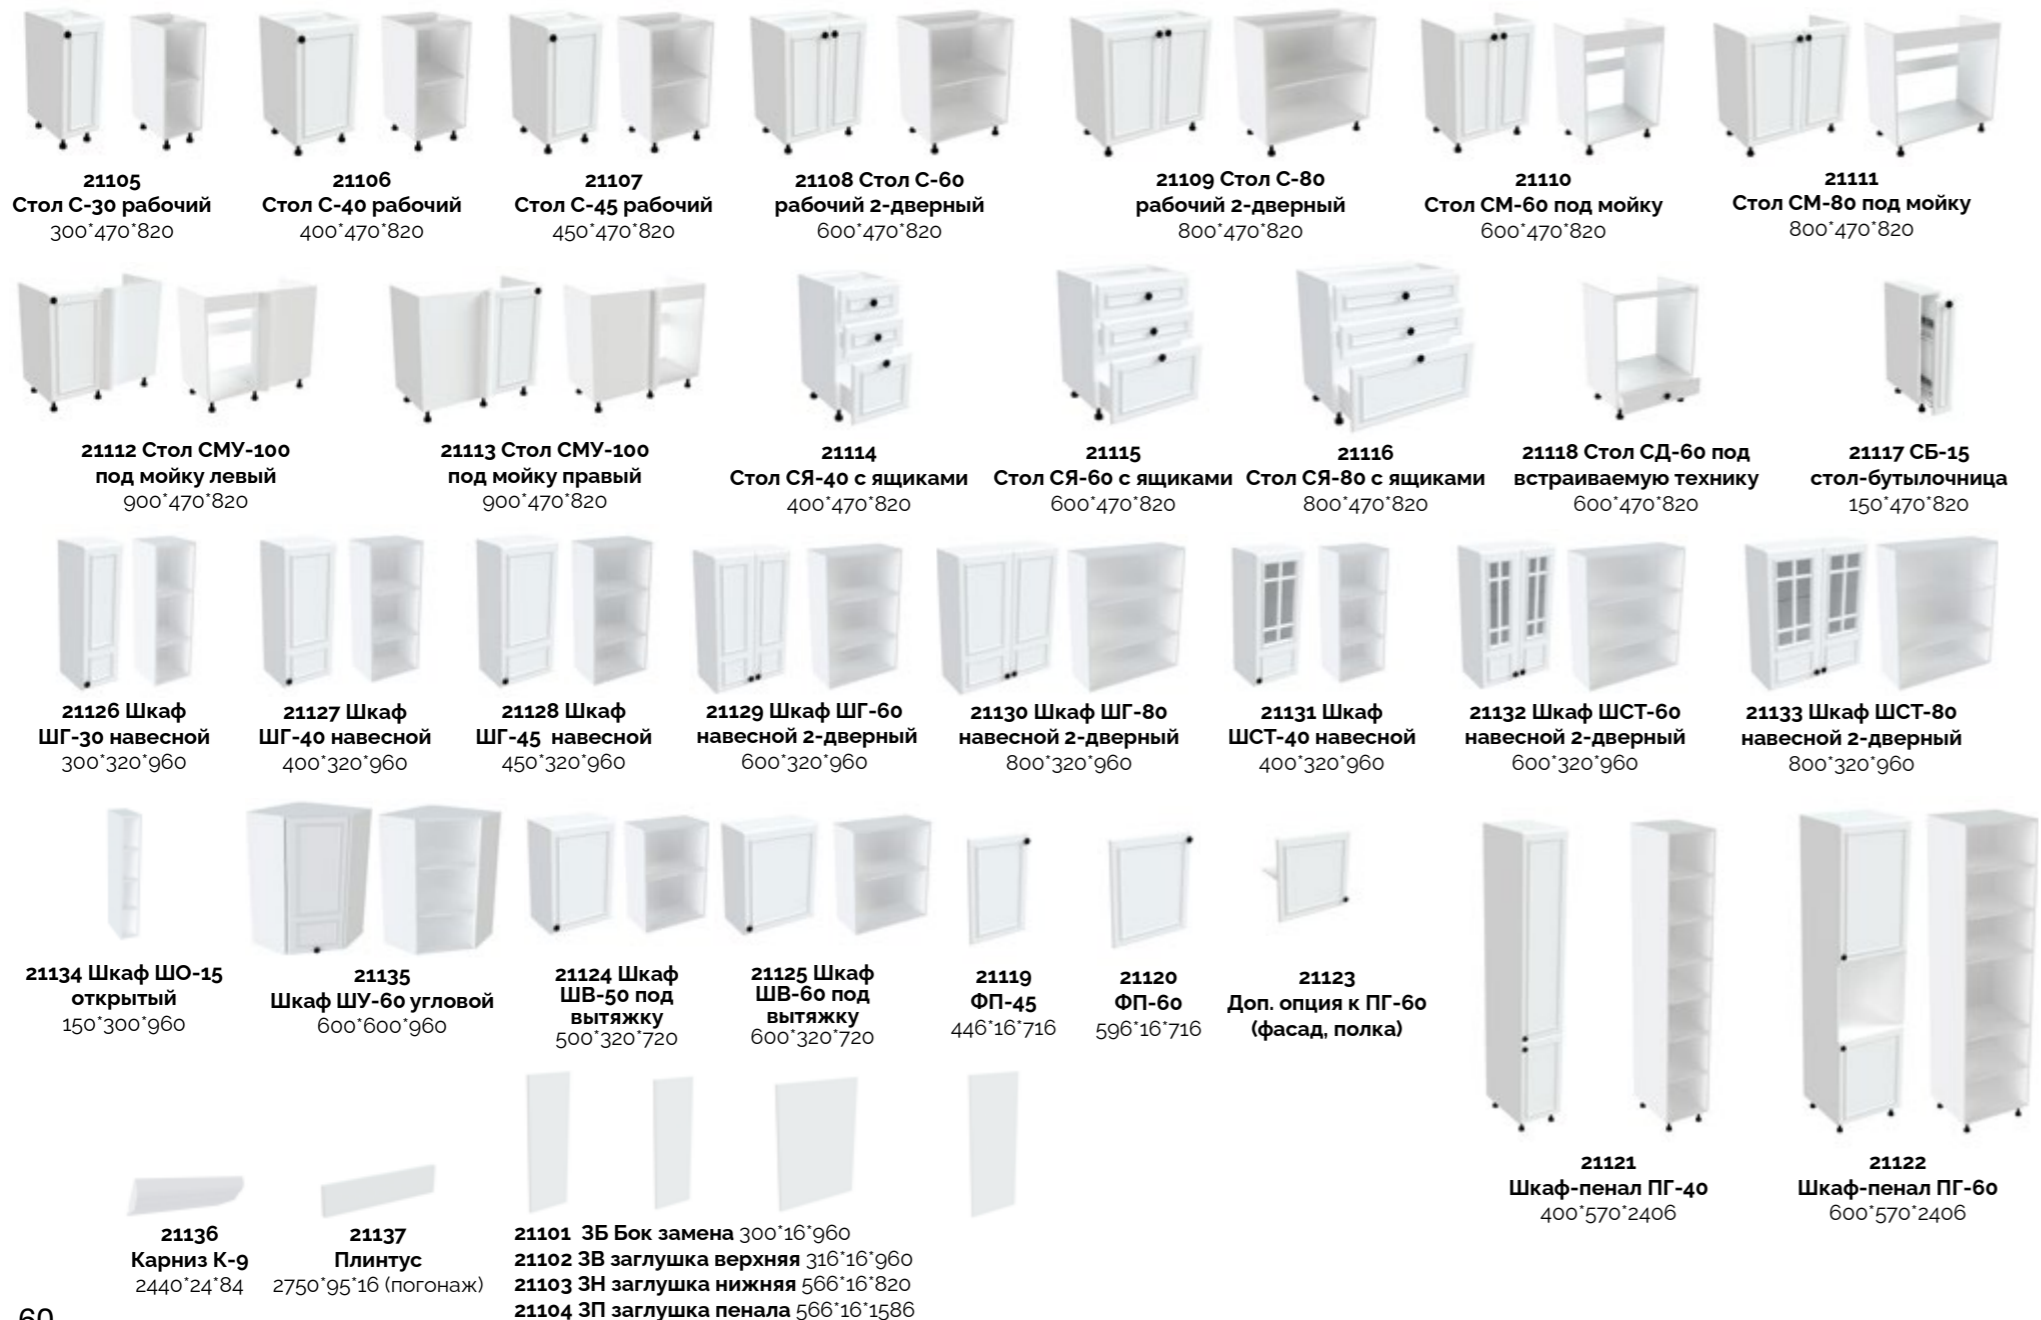 21105
Стол С-30 рабочий
300*470*820
21106
Стол С-40 рабочий
400*470*820
21107
Стол С-45 рабочий
450*470*820
21108 Стол С-60
рабочий 2-дверный
600*470*820
21109 Стол С-80
рабочий 2-дверный
800*470*820
21110
Стол СМ-60 под мойку
600*470*820
21111
Стол СМ-80 под мойку
800*470*820
21112 Стол СМУ-100
под мойку левый
900*470*820
21113 Стол СМУ-100
под мойку правый
900*470*820
21114
Стол СЯ-40 с ящиками
400*470*820
21115
Стол СЯ-60 с ящиками
600*470*820
21116
Стол СЯ-80 с ящиками
800*470*820
21118 Стол СД-60 под
встраиваемую технику
600*470*820
21117 СБ-15
стол-бутылочница
150*470*820
21126 Шкаф
ШГ-30 навесной
300*320*960
21127 Шкаф
ШГ-40 навесной
400*320*960
21128 Шкаф
ШГ-45 навесной
450*320*960
21129 Шкаф ШГ-60
навесной 2-дверный
600*320*960
21130 Шкаф ШГ-80
навесной 2-дверный
800*320*960
21131 Шкаф
ШСТ-40 навесной
400*320*960
21132 Шкаф ШСТ-60
навесной 2-дверный
600*320*960
21133 Шкаф ШСТ-80
навесной 2-дверный
800*320*960
21134 Шкаф ШО-15
открытый
150*300*960
21135
Шкаф ШУ-60 угловой
600*600*960
21124 Шкаф
ШВ-50 под
вытяжку
500*320*720
21125 Шкаф
ШВ-60 под
вытяжку
600*320*720
21119
ФП-45
446*16*716
21120
ФП-60
596*16*716
21123
Доп. опция к ПГ-60
(фасад, полка)
21121
Шкаф-пенал ПГ-40
400*570*2406
21122
Шкаф-пенал ПГ-60
600*570*2406
21136
Карниз К-9
2440*24*84
21137
Плинтус
2750*95*16 (погонаж)
21101 ЗБ Бок замена 300*16*960
21102 ЗВ заглушка верхняя 316*16*960
21103 ЗН заглушка нижняя 566*16*820
21104 ЗП заглушка пенала 566*16*1586
60